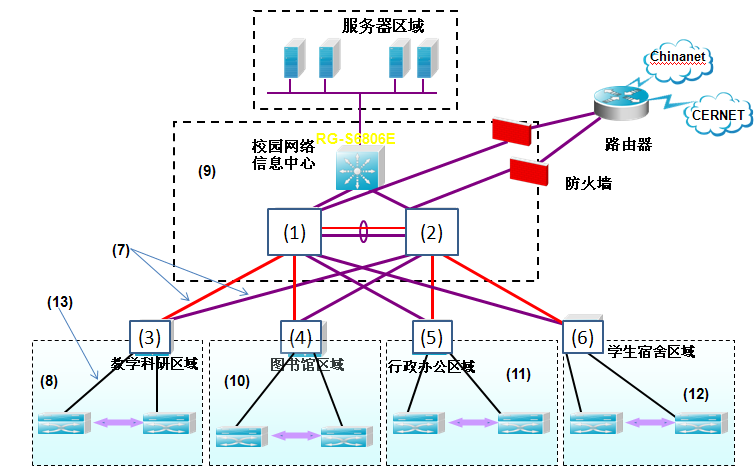 服务器区域
Chinanet
CERNET
路由器
RG-S6806E
校园网络
信息中心
(9)
防火墙
(1)
(2)
(7)
(13)
(3)
(4)
(5)
(6)
教学科研区域
图书馆区域
行政办公区域
学生宿舍区域
(8)
(10)
(11)
(12)